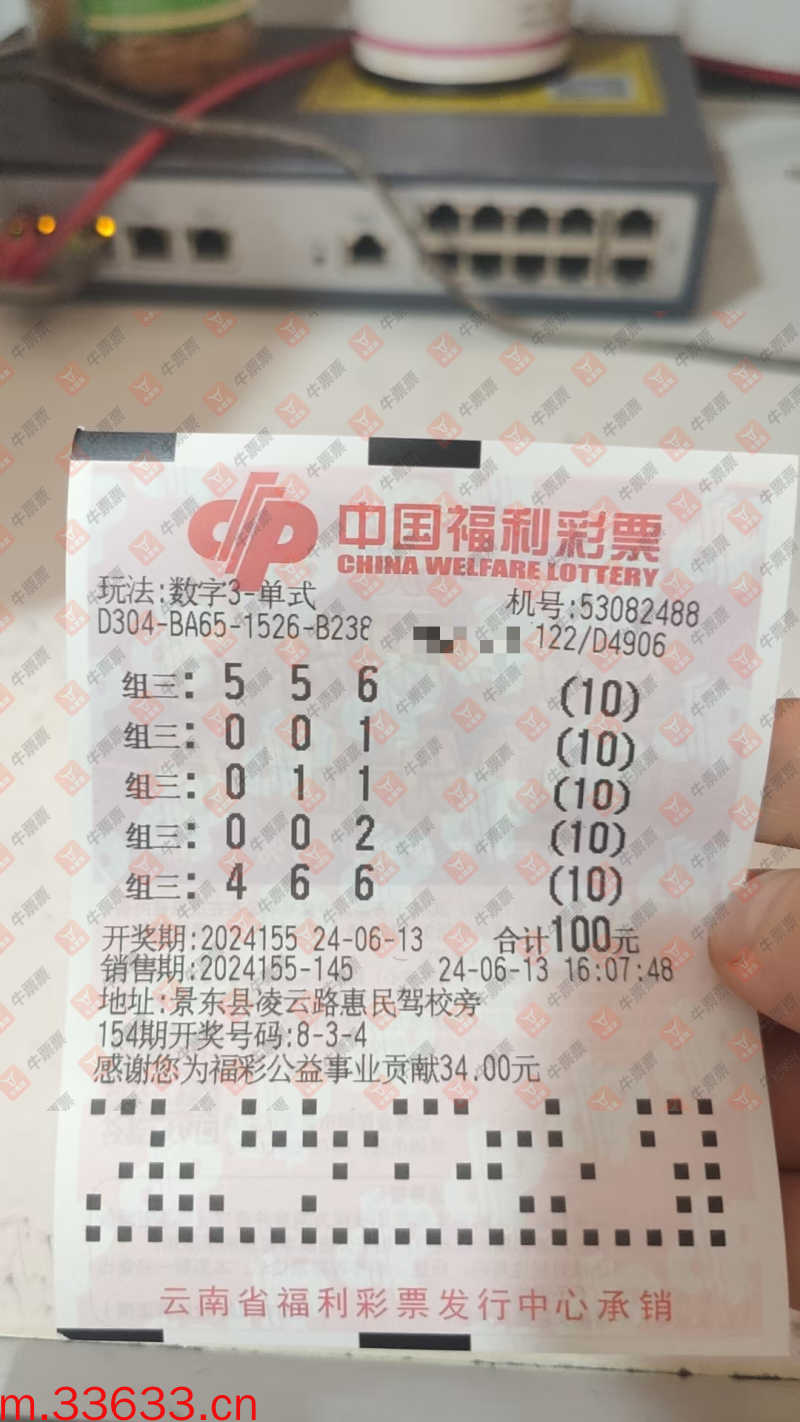 中国福利彩票
CHINA WELFARE LOTTERY
玩法:数字3-单式 机号:53082488
D304-BA65-1526-B238 122/D4906
组三: 5 5 6 (10)
组三: 0 0 1 (10)
组三: 0 1 1 (10)
组三: 0 0 2 (10)
组三: 4 6 6 (10)
开奖期:2024155 24-06-13 合计100元
销售期:2024155-145 24-06-13 16:07:48
地址:景东县凌云路惠民驾校旁
154期开奖号码:8-3-4
感谢您为福彩公益事业贡献34.00元
云南省福利彩票发行中心承销
m.33633.cn
牛票票